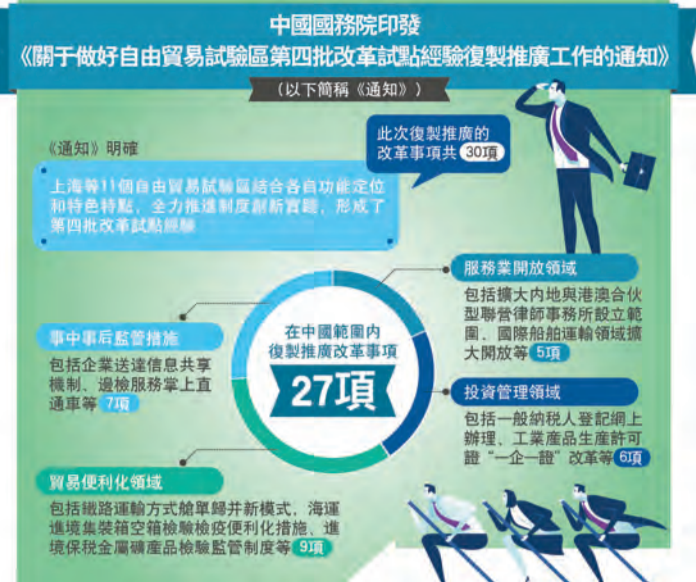 中國國務院印發
《關于做好自由貿易試驗區第四批改革試點經驗復製推廣工作的通知》
（以下簡稱《通知》）
《通知》明確
上海等11個自由貿易試驗區結合各自功能定位
和特色特點，全力推進制度創新實踐，形成了
第四批改革試點經驗
此次復製推廣的
改革事項共 30項
在中國範圍内
復製推廣改革事項
27項
服務業開放領域
包括擴大内地與港澳合伙
型聯營律師事務所設立範
圍、國際船舶運輸領域擴
大開放等 5項
投資管理領域
包括一般納税人登記網上
辦理、工業産品生産許可
證“一企一證”改革等 6項
事中事后監管措施
包括企業送達信息共享
機制、邊檢服務掌上直
通車等 7項
貿易便利化領域
包括鐵路運輸方式艙單歸并新模式、海運
進境集裝箱空箱檢驗檢疫便利化措施、進
境保税金屬礦産品檢驗監管制度等 9項